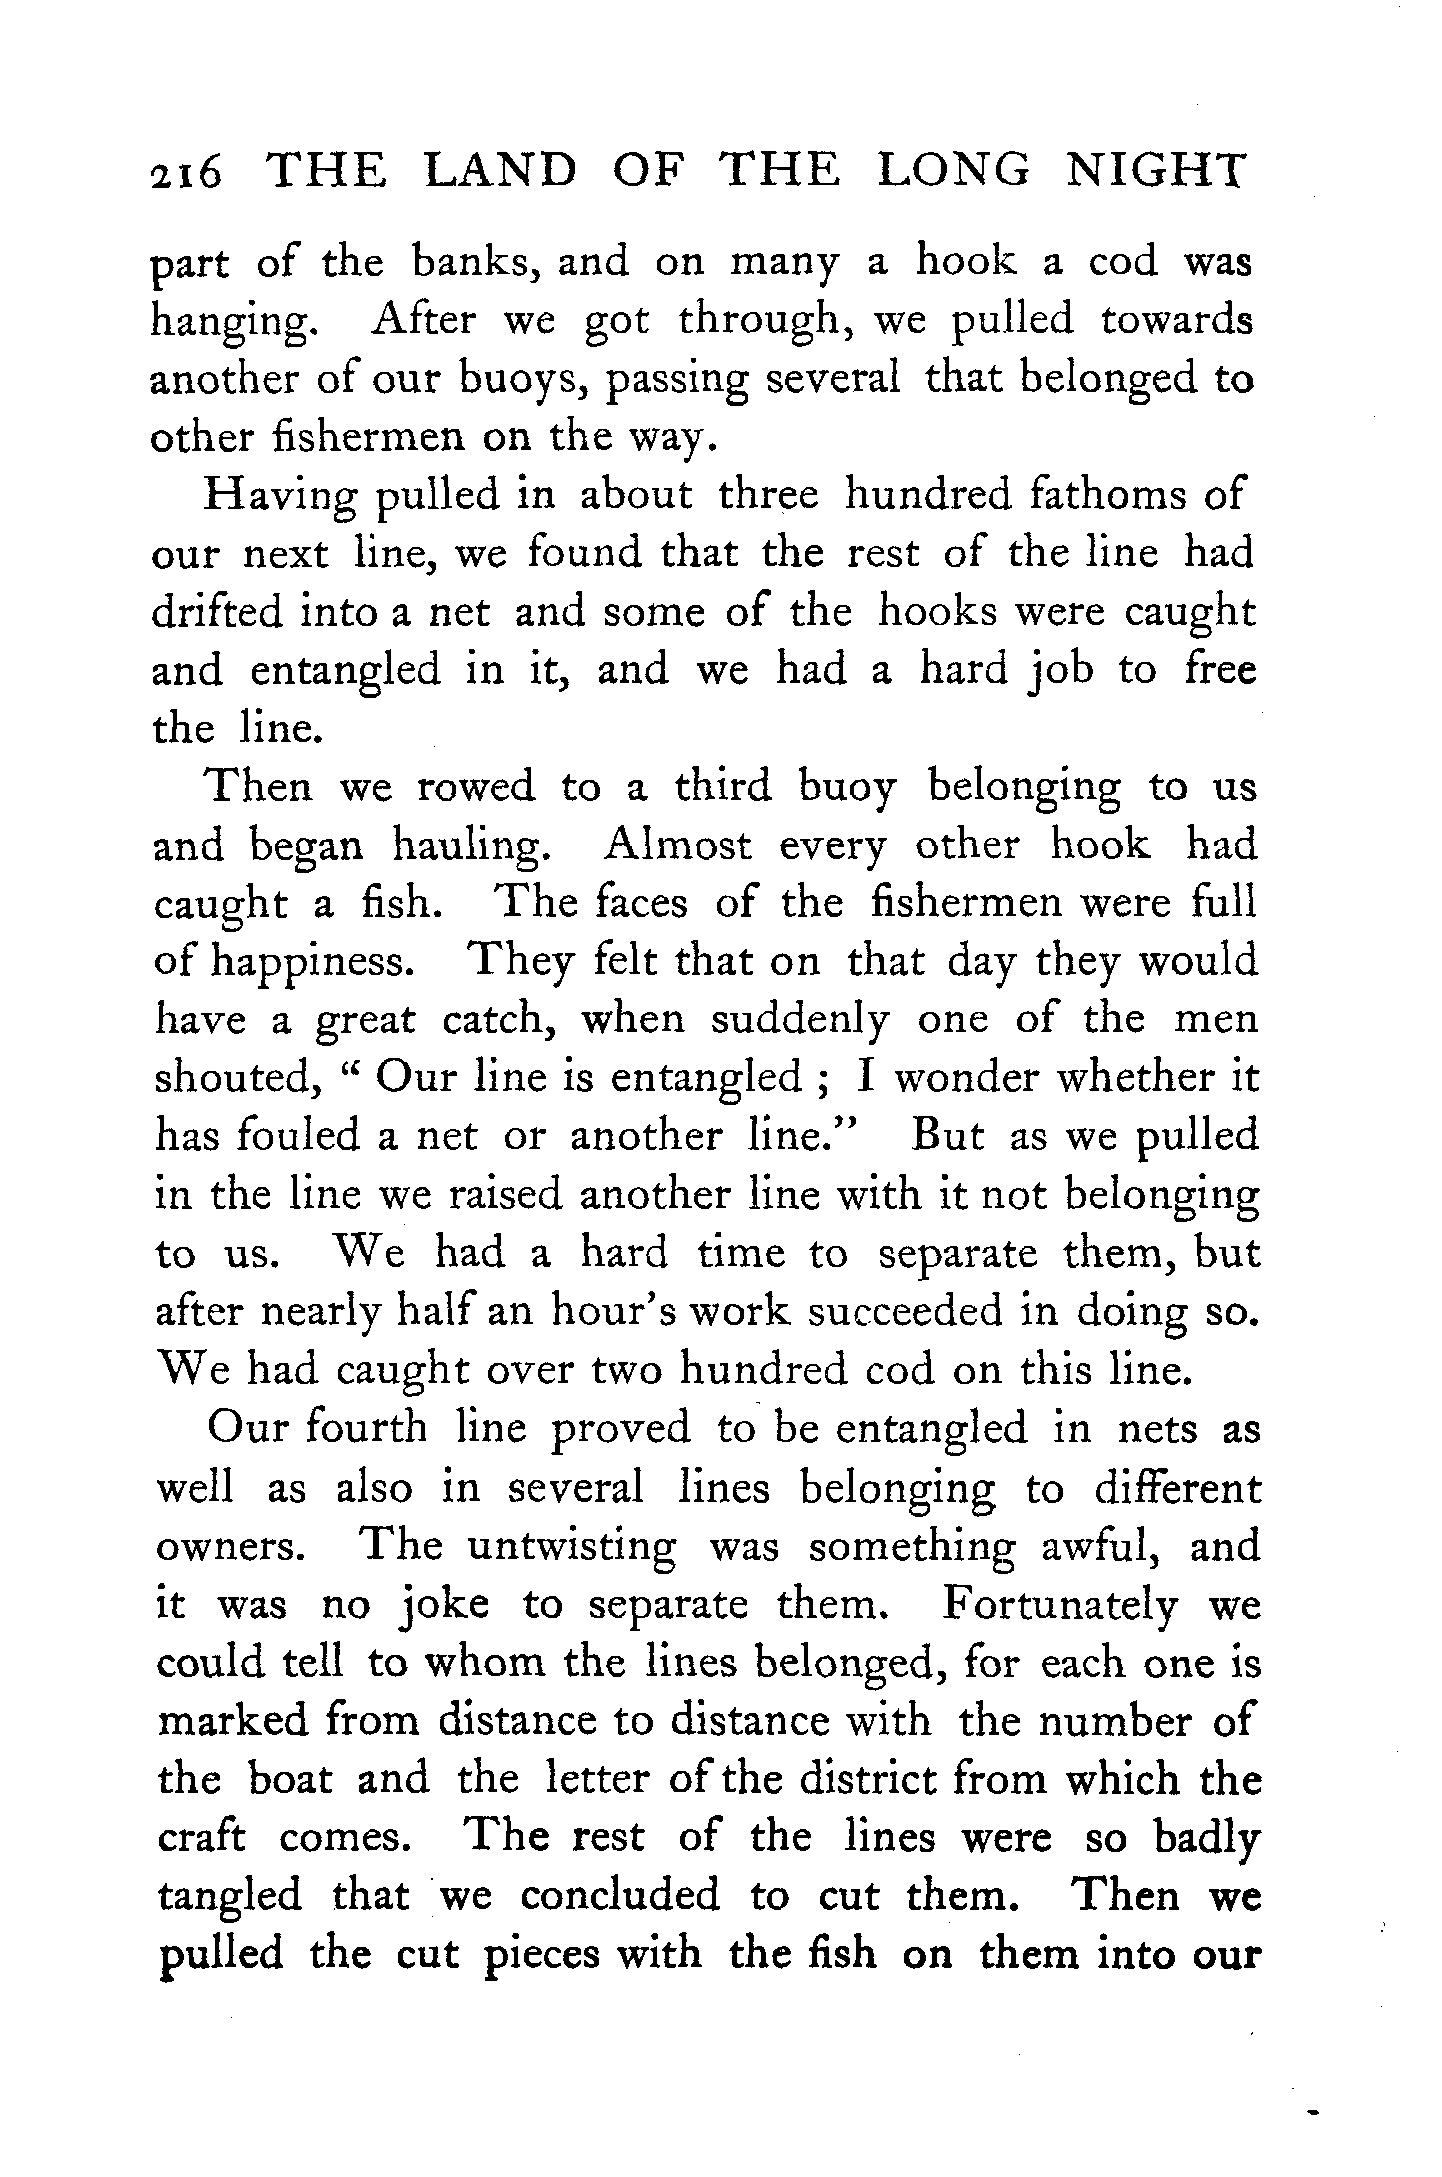 216 THE LAND OF THE LONG NIGHT
part of the banks, and on many a hook a cod was
hanging. After we got through, we pulled towards
another of our buoys, passing several that belonged to
other fishermen on the way.
Having pulled in about three hundred fathoms of
our next line, we found that the rest of the line had
drifted into a net and some of the hooks were caught
and entangled in it, and we had a hard job to free
the line.
Then we rowed to a third buoy belonging to us
and began hauling. Almost every other hook had
caught a fish. The faces of the fishermen were full
of happiness. They felt that on that day they would
have a great catch, when suddenly one of the men
shouted, “ Our line is entangled ; I wonder whether it
has fouled a net or another line.” But as we pulled
in the line we raised another line with it not belonging
to us. We had a hard time to separate them, but
after nearly half an hour’s work succeeded in doing so.
We had caught over two hundred cod on this line.
Our fourth line proved to be entangled in nets as
well as also in several lines belonging to different
owners. The untwisting was something awful, and
it was no joke to separate them. Fortunately we
could tell to whom the lines belonged, for each one is
marked from distance to distance with the number of
the boat and the letter of the district from which the
craft comes. The rest of the lines were so badly
tangled that we concluded to cut them. Then we
pulled the cut pieces with the fish on them into our